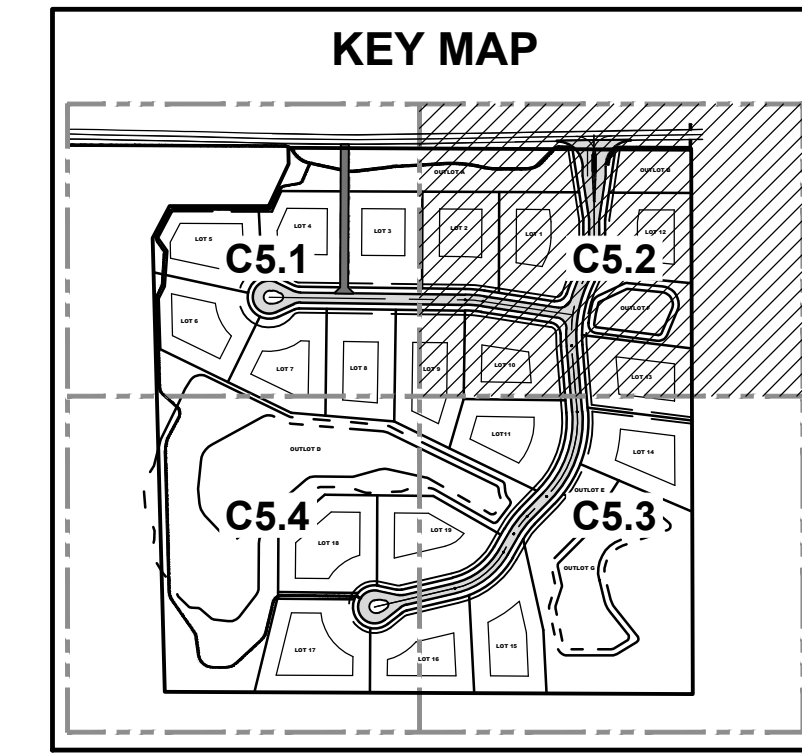 KEY MAP
OUTLOT A
OUTLOT B
LOT 5
LOT 4
LOT 3
LOT 2
LOT 1
LOT 12
C5.1
C5.2
OUTLOT F
LOT 6
LOT 7
LOT 8
LOT 9
LOT 10
LOT 13
OUTLOT D
LOT11
LOT 14
OUTLOT E
C5.4
C5.3
LOT 18
LOT 19
OUTLOT G
LOT 17
LOT 16
LOT 15